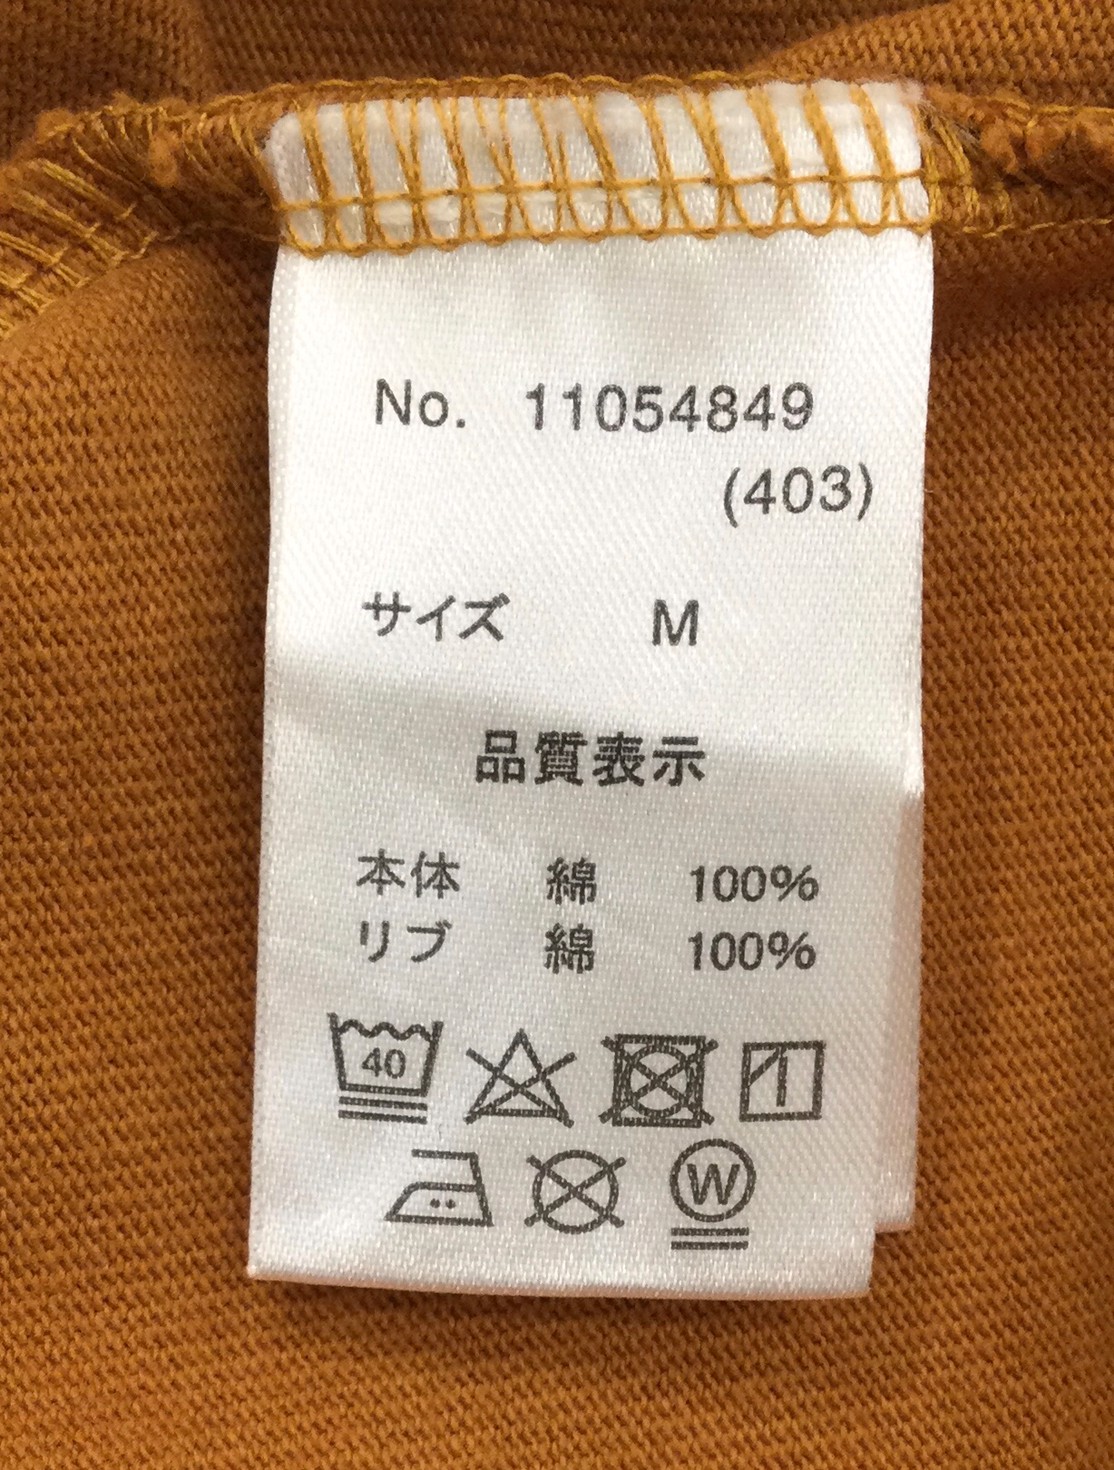 No. 11054849
(403)
サイズ M
品質表示
本体 綿 100%
リブ 綿 100%
40
W